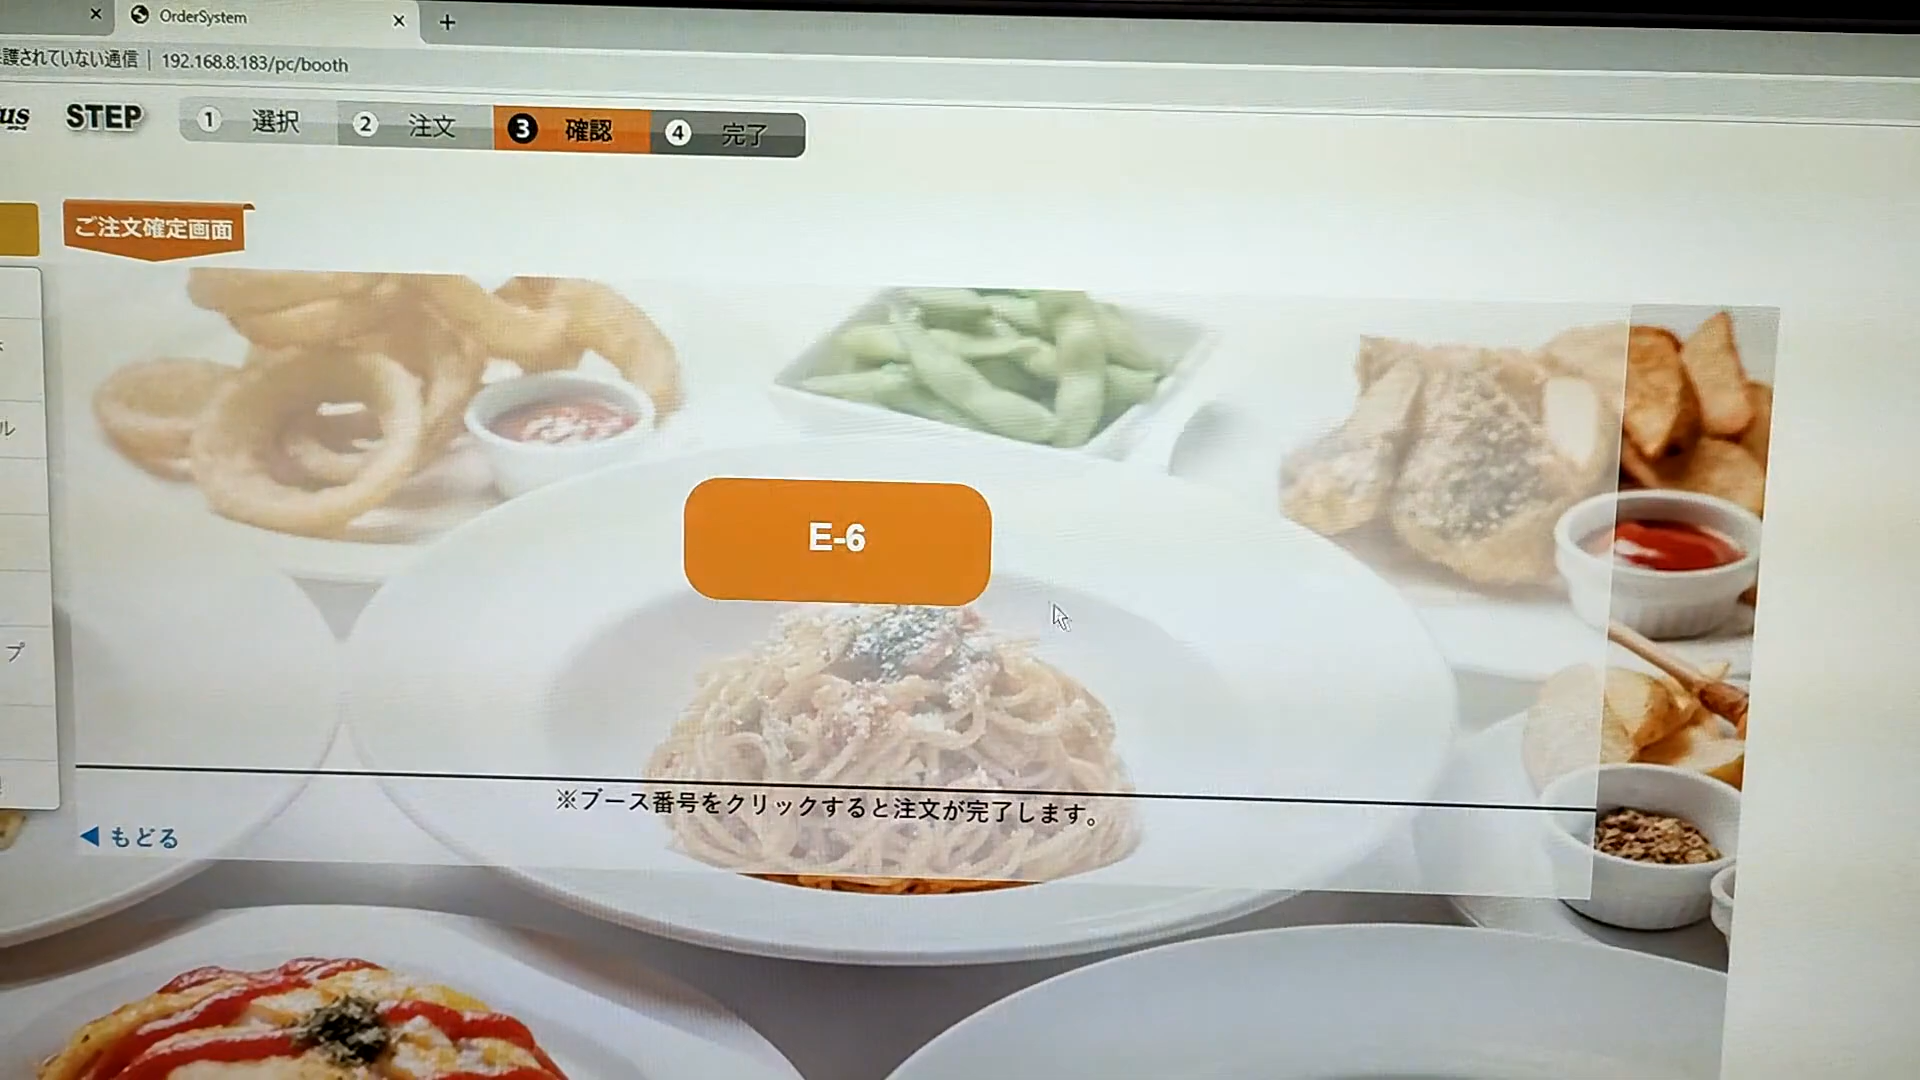 OrderSystem
護されていない通信 | 192.168.8.183/pc/booth
us STEP 1 選択 2 注文 3 確認 4 完了
ご注文確定画面
ル
E-6
プ
※ブース番号をクリックすると注文が完了します。
◀ もどる